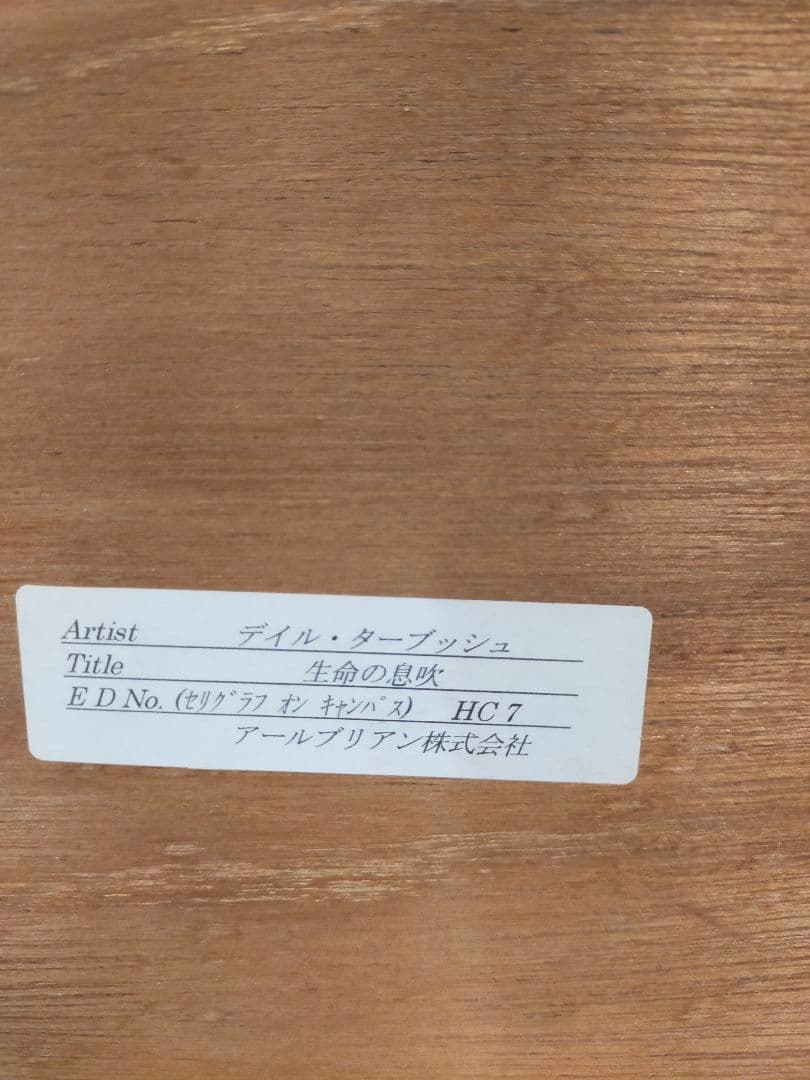 Artist デイル・ターブッシュ
Title 生命の息吹
E D No. (ｾﾘｸﾞﾗﾌ ｵﾝ ｷｬﾝﾊﾟｽ) HC 7
アールブリアン株式会社